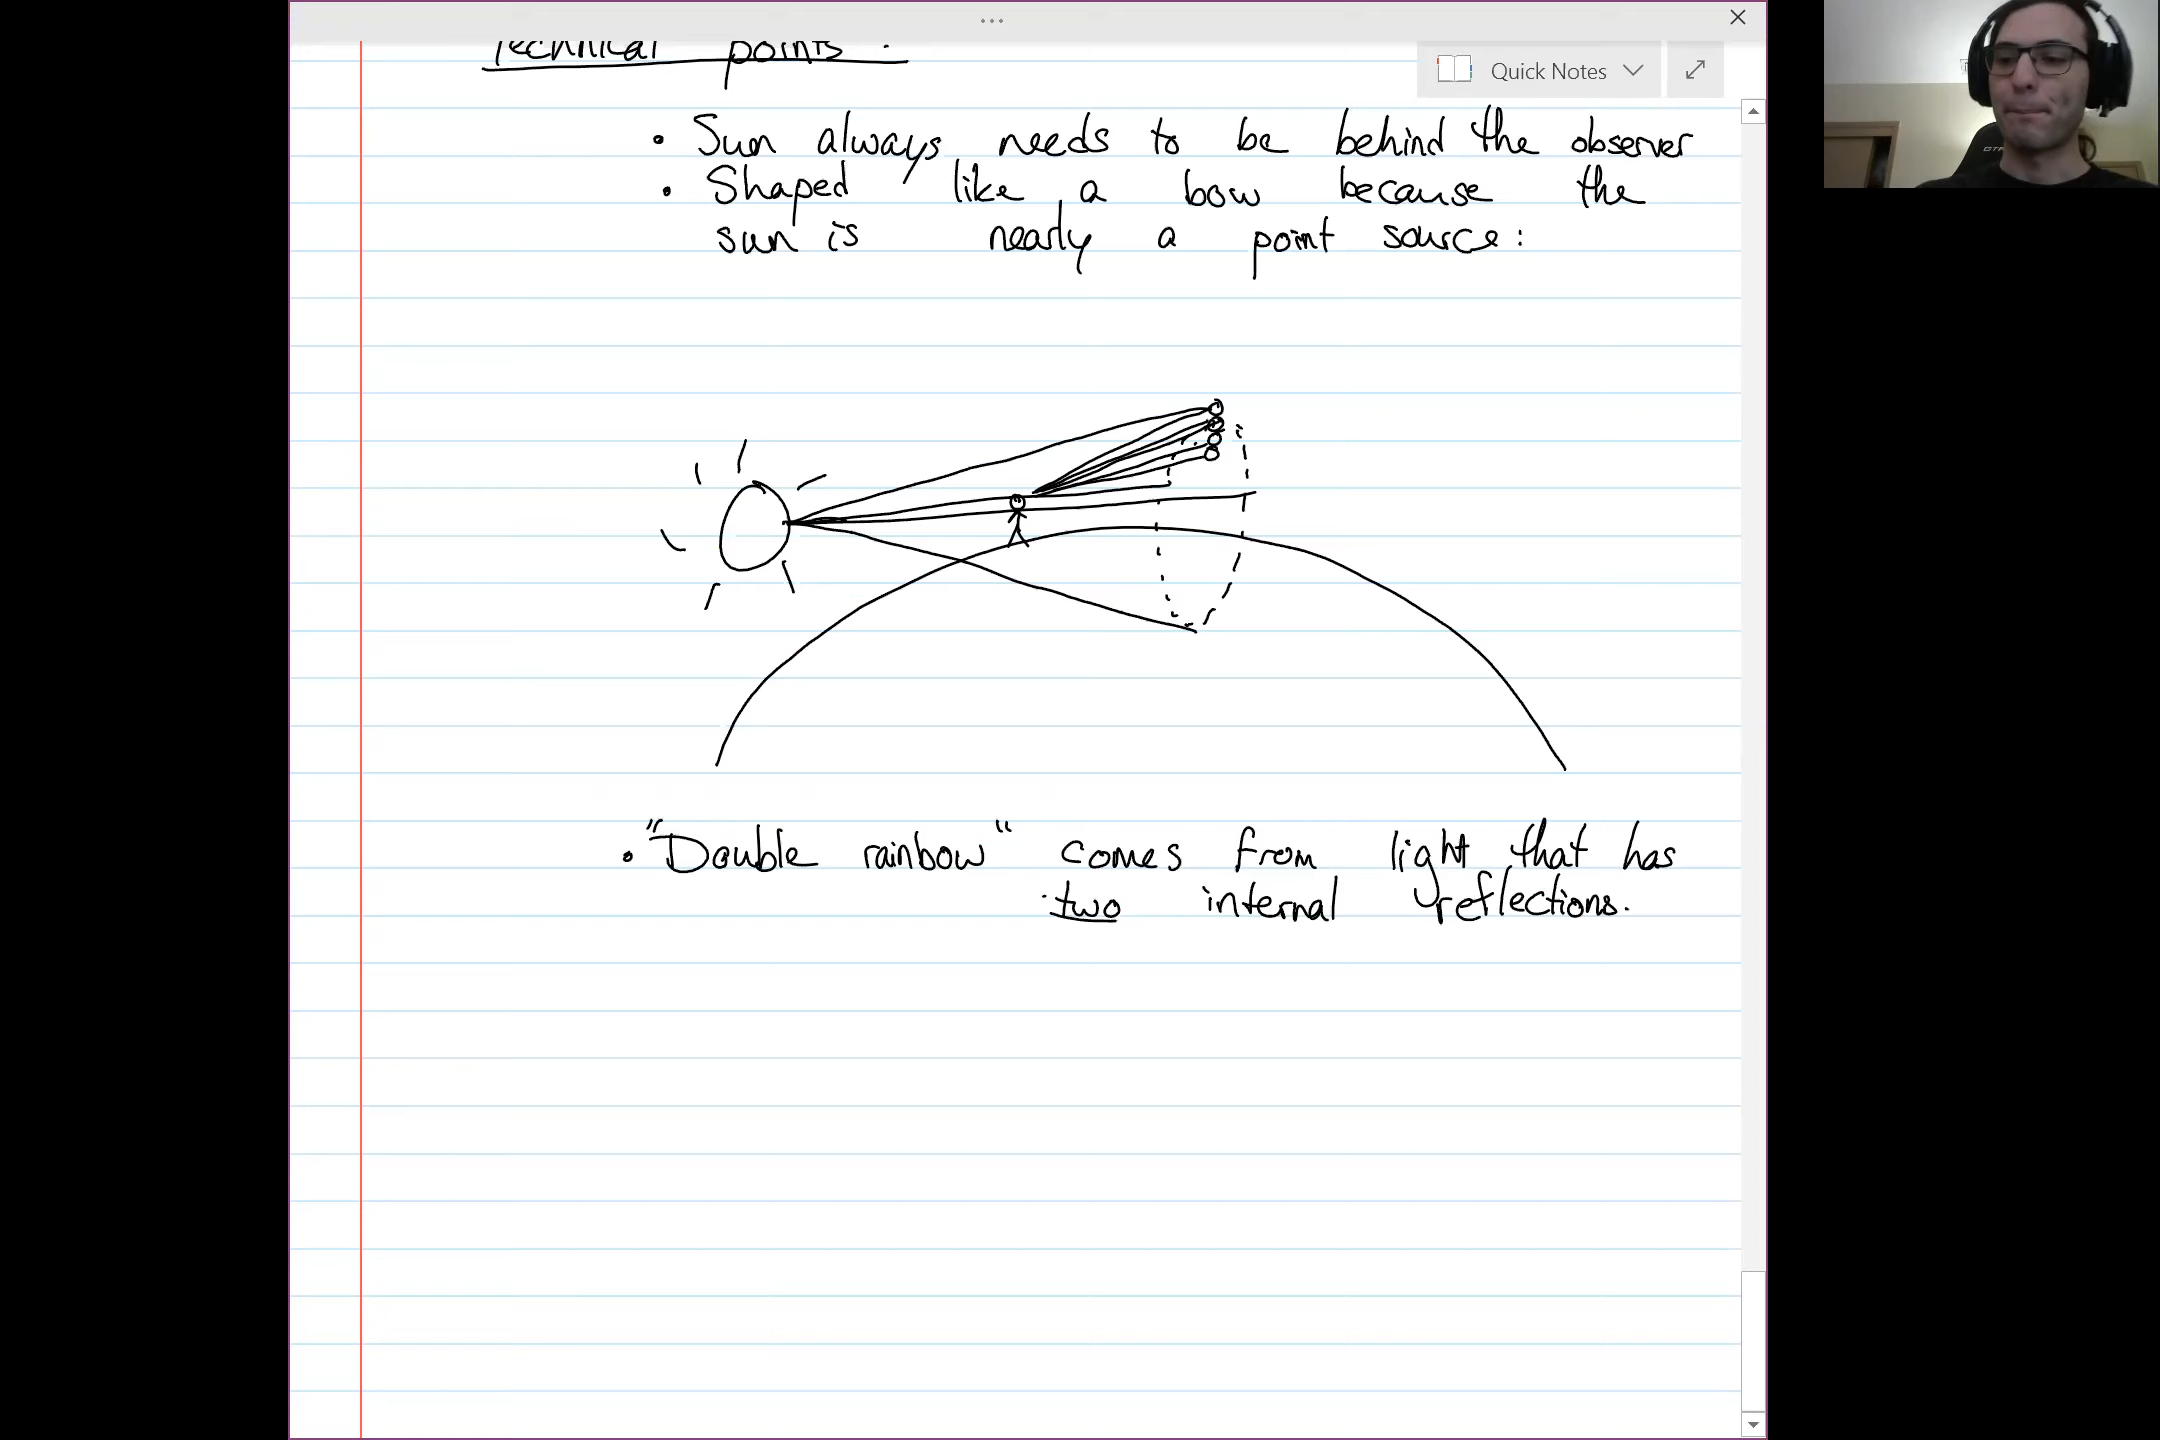 Technical points:
Quick Notes
• Sun always needs to be behind the observer
• Shaped like a bow because the
sun is nearly a point source:
• "Double rainbow" comes from light that has
two internal reflections.